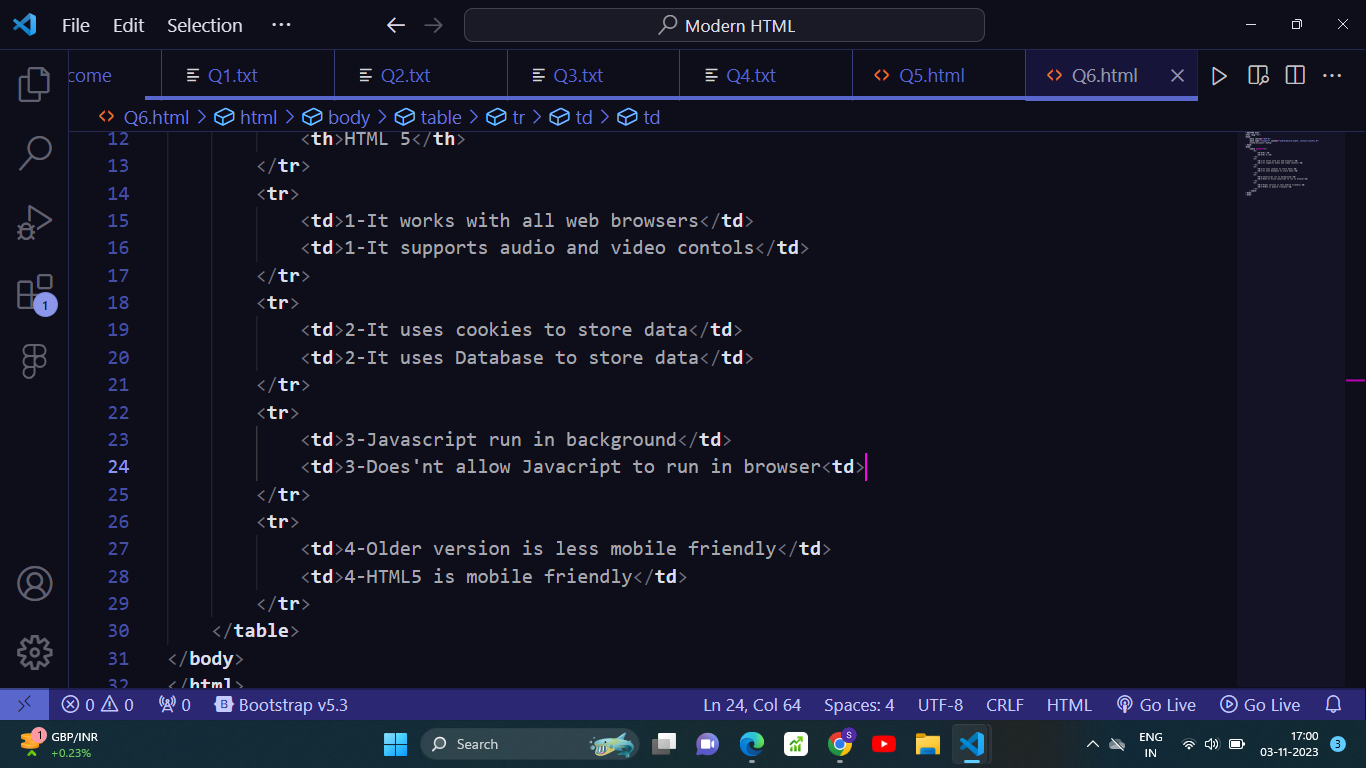 File Edit Selection ··· Modern HTML
come Q1.txt Q2.txt Q3.txt Q4.txt Q5.html Q6.html
Q6.html > html > body > table > tr > td > td
12 <th>HTML 5</th>
13 </tr>
14 <tr>
15 <td>1-It works with all web browsers</td>
16 <td>1-It supports audio and video contols</td>
17 </tr>
18 <tr>
19 <td>2-It uses cookies to store data</td>
20 <td>2-It uses Database to store data</td>
21 </tr>
22 <tr>
23 <td>3-Javascript run in background</td>
24 <td>3-Does'nt allow Javacript to run in browser<td>
25 </tr>
26 <tr>
27 <td>4-Older version is less mobile friendly</td>
28 <td>4-HTML5 is mobile friendly</td>
29 </tr>
30 </table>
31 </body>
32 </html>
1
0 0 0 Bootstrap v5.3 Ln 24, Col 64 Spaces: 4 UTF-8 CRLF HTML Go Live Go Live
1 GBP/INR
+0.23%
Search
S
ENG
IN
17:00
03-11-2023
3